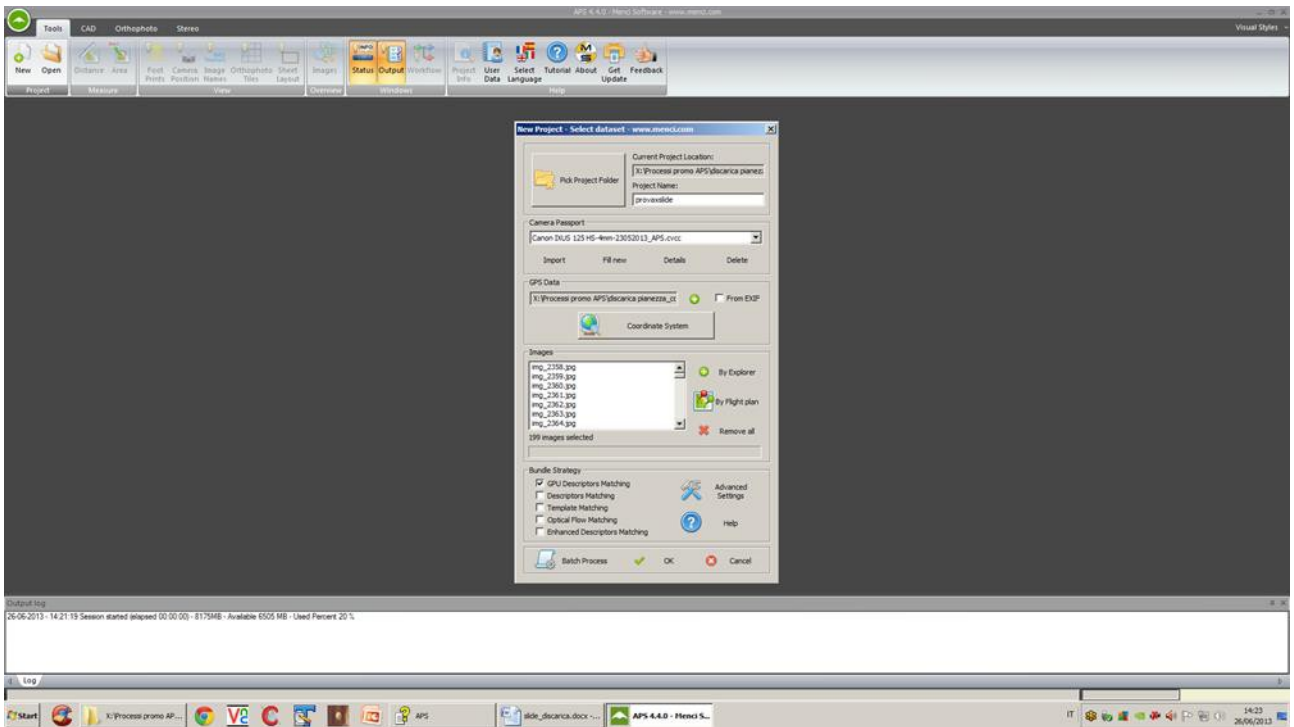 APS 4.4.0 - Menci Software - www.menci.com
Tools CAD Orthophoto Stereo Visual Styles
New Open Distance Area Foot Prints Camera Position Image Names Orthophoto Tiles Sheet Layout Images Status Output Workflow Project Info User Data Select Language Tutorial About Get Update Feedback
Project Measure View Overview Windows Help
New Project - Select dataset - www.menci.com
Pick Project Folder
Current Project Location:
X:\Processi promo APS\discarica pianez
Project Name:
provaxslide
Camera Passport
Canon IXUS 125 HS-4mm-23052013_APS.cvcc
Import Fill new Details Delete
GPS Data
X:\Processi promo APS\discarica pianezza_cc From EXIF
Coordinate System
Images
img_2358.jpg
img_2359.jpg
img_2360.jpg
img_2361.jpg
img_2362.jpg
img_2363.jpg
img_2364.jpg
By Explorer
By Flight plan
Remove all
199 images selected
Bundle Strategy
GPU Descriptors Matching
Descriptors Matching
Template Matching
Optical Flow Matching
Enhanced Descriptors Matching
Advanced Settings
Help
Batch Process OK Cancel
Output log
26-06-2013 - 14:21:19 Session started (elapsed 00:00:00) - 8175MB - Available 6505 MB - Used Percent 20 %
Log
Start X:\Processi promo AP... APS slide_discarica.docx -... APS 4.4.0 - Menci S... IT 14:23
26/06/2013